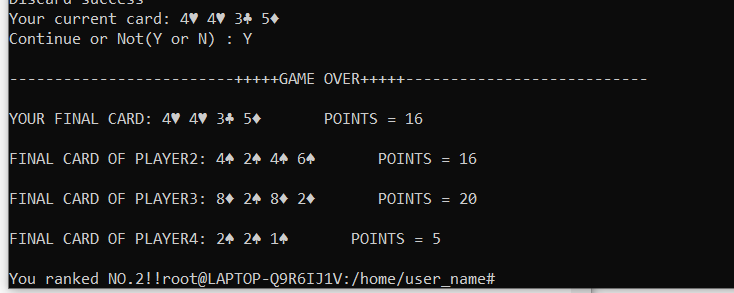 Discard success
Your current card: 4♥ 4♥ 3♣ 5♦
Continue or Not(Y or N) : Y
--------------------------+++++GAME OVER+++++---------------------------
YOUR FINAL CARD: 4♥ 4♥ 3♣ 5♦ POINTS = 16
FINAL CARD OF PLAYER2: 4♠ 2♠ 4♠ 6♠ POINTS = 16
FINAL CARD OF PLAYER3: 8♦ 2♠ 8♦ 2♦ POINTS = 20
FINAL CARD OF PLAYER4: 2♠ 2♠ 1♠ POINTS = 5
You ranked NO.2!!root@LAPTOP-Q9R6IJ1V:/home/user_name#